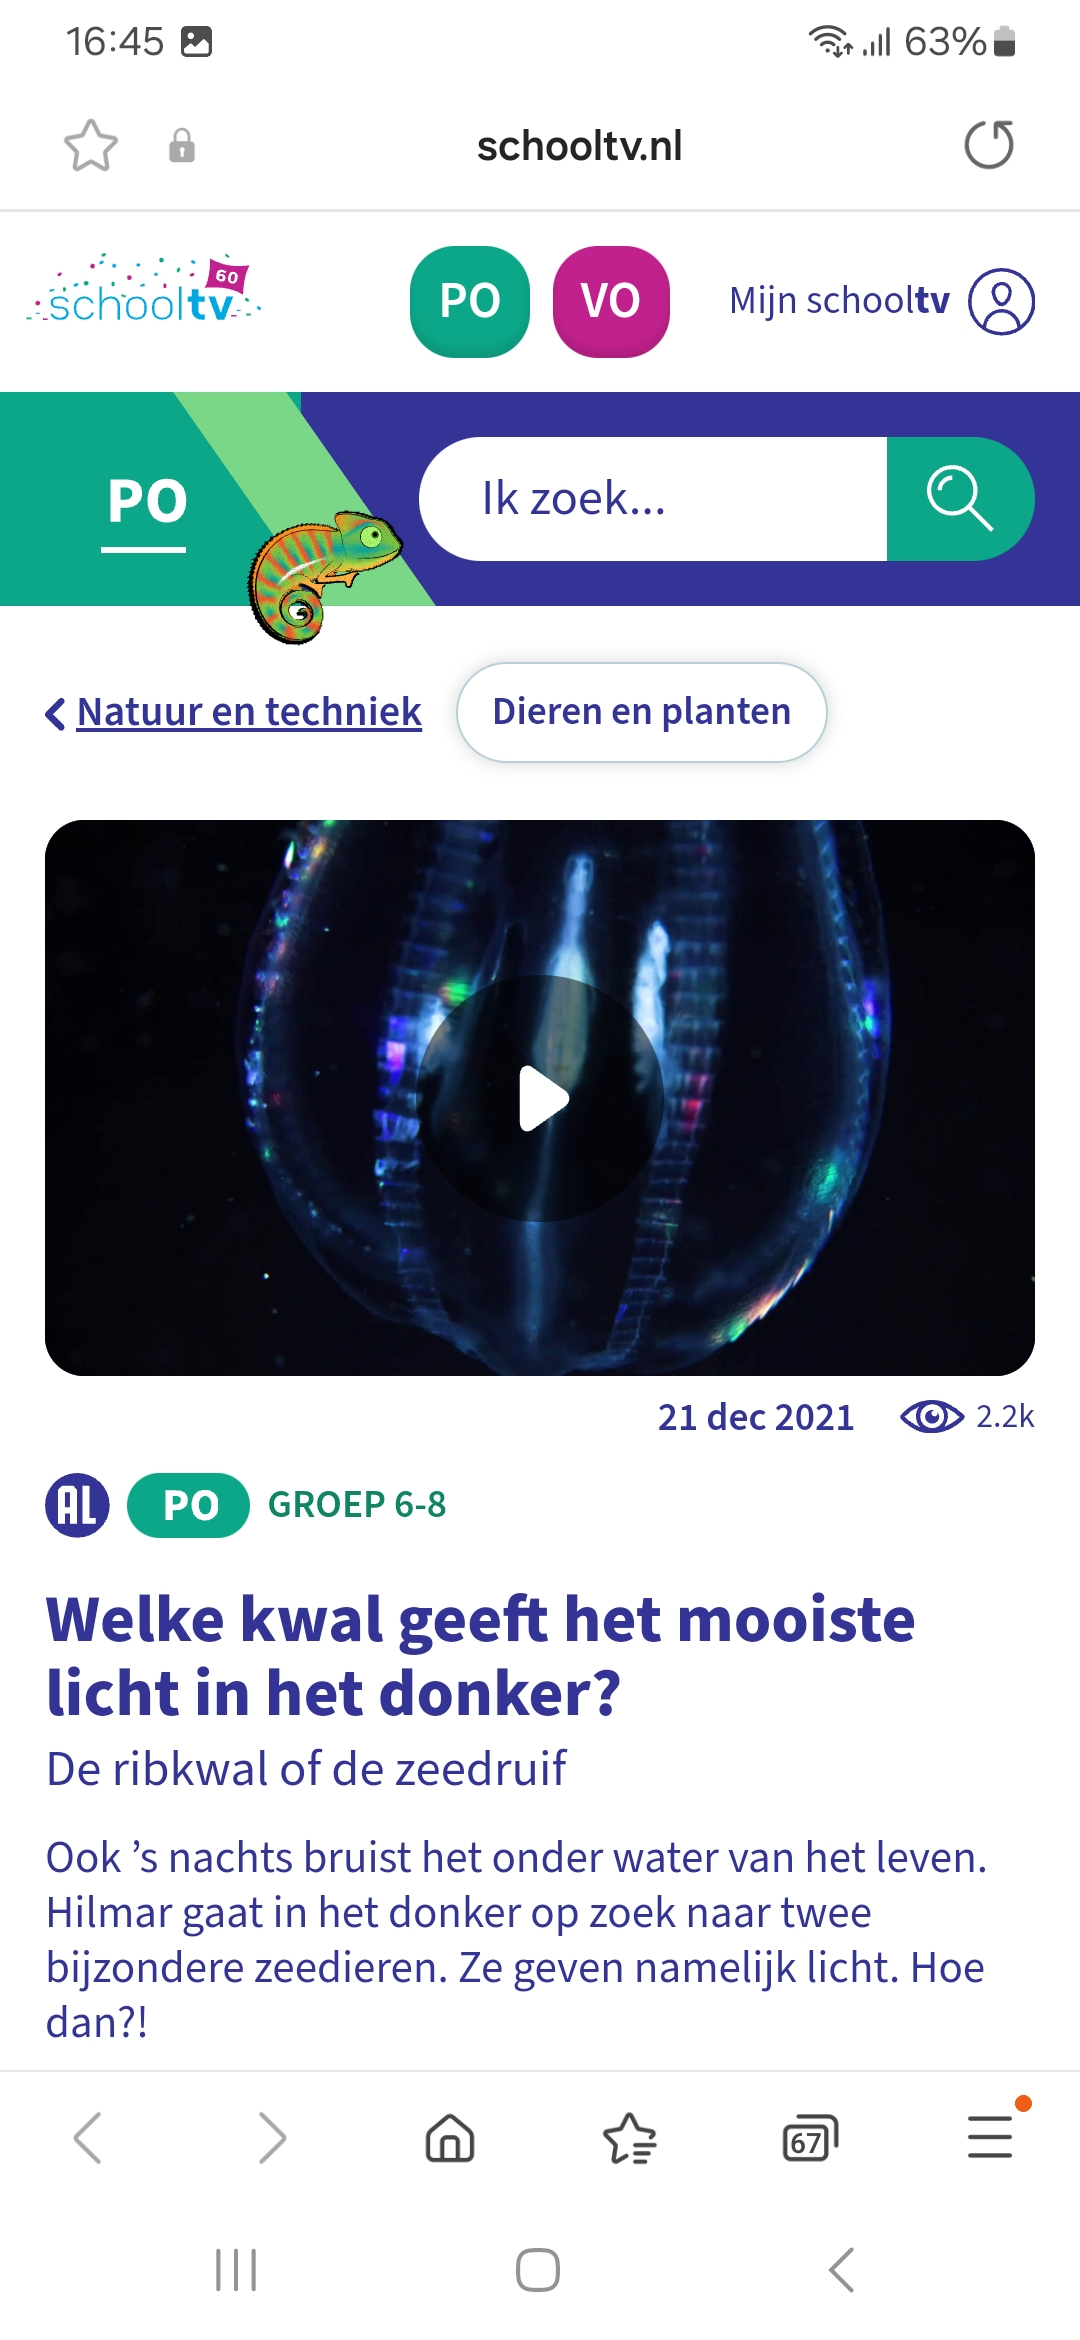 16:45
63%
schooltv.nl
60
schooltv
PO
VO
Mijn schooltv
PO
Ik zoek...
Natuur en techniek
Dieren en planten
21 dec 2021
2.2k
AL
PO
GROEP 6-8
Welke kwal geeft het mooiste
licht in het donker?
De ribkwal of de zeedruif
Ook ’s nachts bruist het onder water van het leven.
Hilmar gaat in het donker op zoek naar twee
bijzondere zeedieren. Ze geven namelijk licht. Hoe
dan?!
67